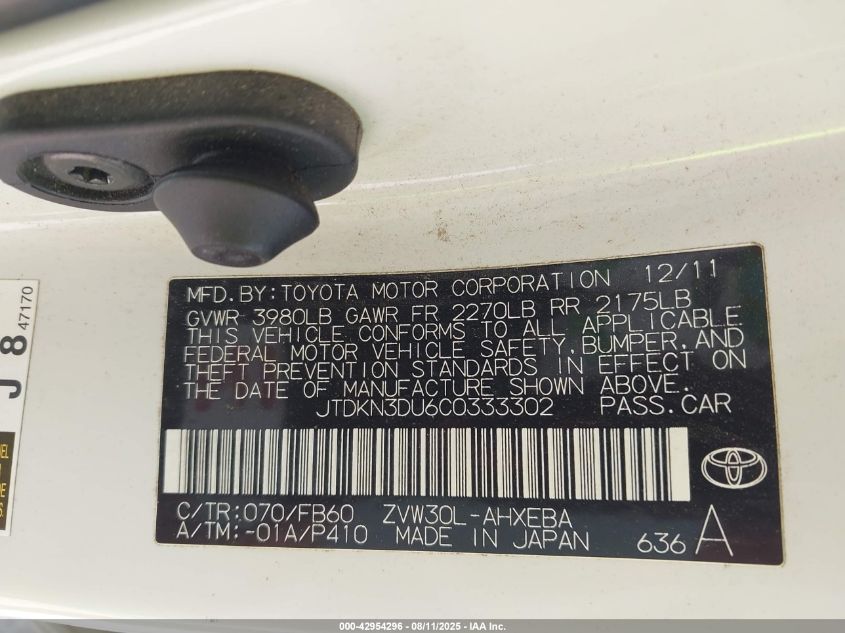 MFD. BY: TOYOTA MOTOR CORPORATION 12/11
GVWR 3980LB GAWR FR 2270LB RR 2175LB
THIS VEHICLE CONFORMS TO ALL APPLICABLE
FEDERAL MOTOR VEHICLE SAFETY, BUMPER, AND
THEFT PREVENTION STANDARDS IN EFFECT ON
THE DATE OF MANUFACTURE SHOWN ABOVE.
JTDKN3DU6C0333302 PASS. CAR
C/TR: 070/FB60 ZVW30L-AHXEBA
A/TM: -01A/P410 MADE IN JAPAN 636 A
J 8 47170
000-42954296 - 08/11/2025 - IAA Inc.